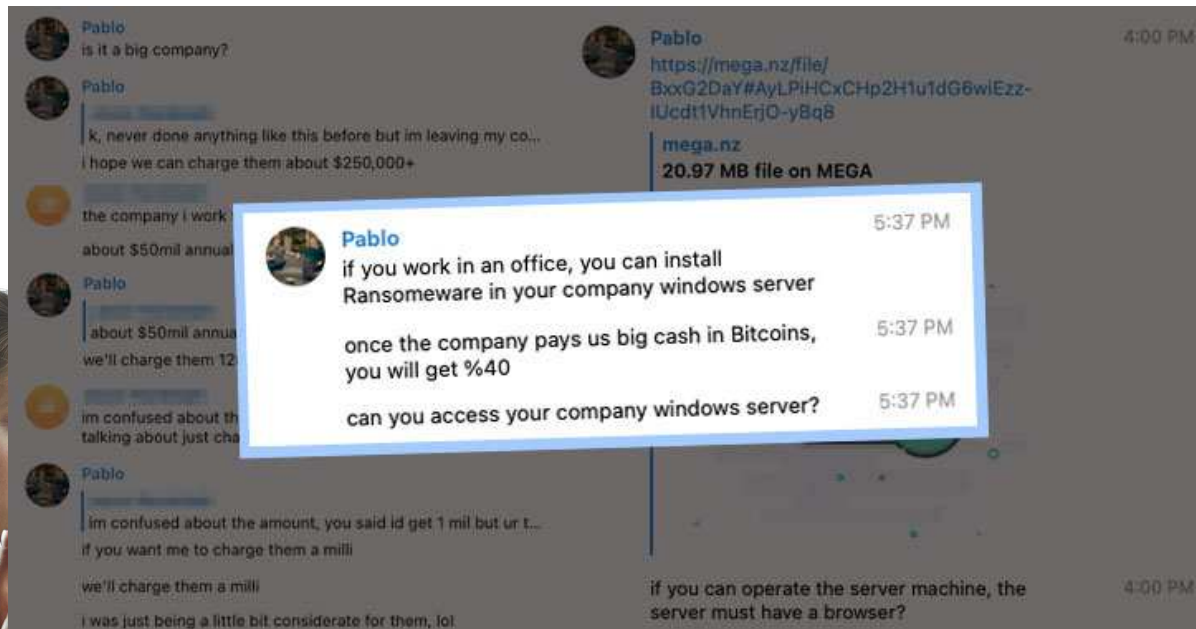 Pablo
is it a big company?
Pablo
k, never done anything like this before but im leaving my co...
i hope we can charge them about $250,000+
the company i work
about $50mil annual
Pablo
about $50mil annua
we'll charge them 12
im confused about th
talking about just cha
Pablo
im confused about the amount, you said id get 1 mil but ur t...
if you want me to charge them a milli
we'll charge them a milli
i was just being a little bit considerate for them, lol
Pablo
5:37 PM
if you work in an office, you can install
Ransomeware in your company windows server
once the company pays us big cash in Bitcoins,
5:37 PM
you will get %40
can you access your company windows server?
5:37 PM
Pablo
4:00 PM
https://mega.nz/file/
BxxG2DaY#AyLPiHCxCHp2H1u1dG6wiEzz-
IUcdt1VhnErjO-yBq8
mega.nz
20.97 MB file on MEGA
if you can operate the server machine, the
4:00 PM
server must have a browser?